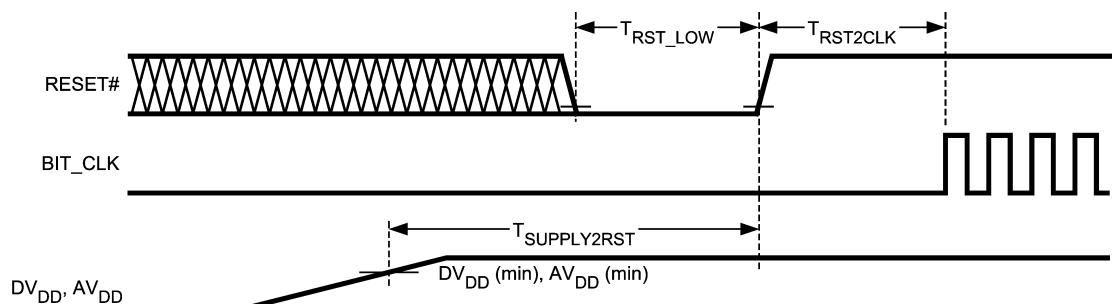 T_RST_LOW T_RST2CLK
RESET#
BIT_CLK
T_SUPPLY2RST
DV_DD (min), AV_DD (min)
DV_DD, AV_DD